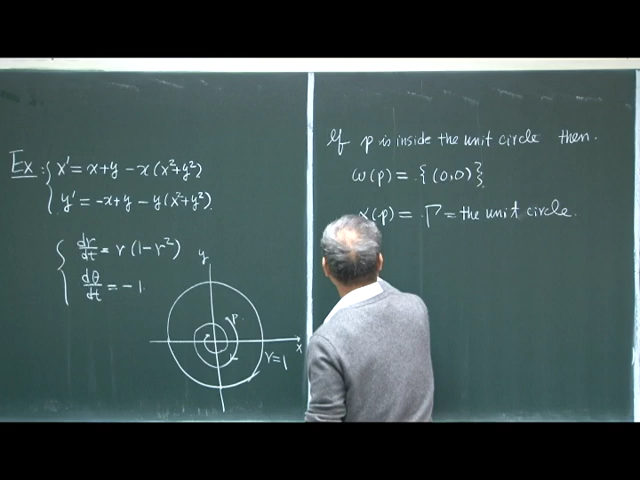 Ex: x' = x+y - x(x²+y²)
y' = -x+y - y(x²+y²).
dr/dt = r(1-r²)
dθ/dt = -1
y
p.
x
r=1
If p is inside the unit circle then.
ω(p) = {(0,0)}
α(p) = Γ = the unit circle.